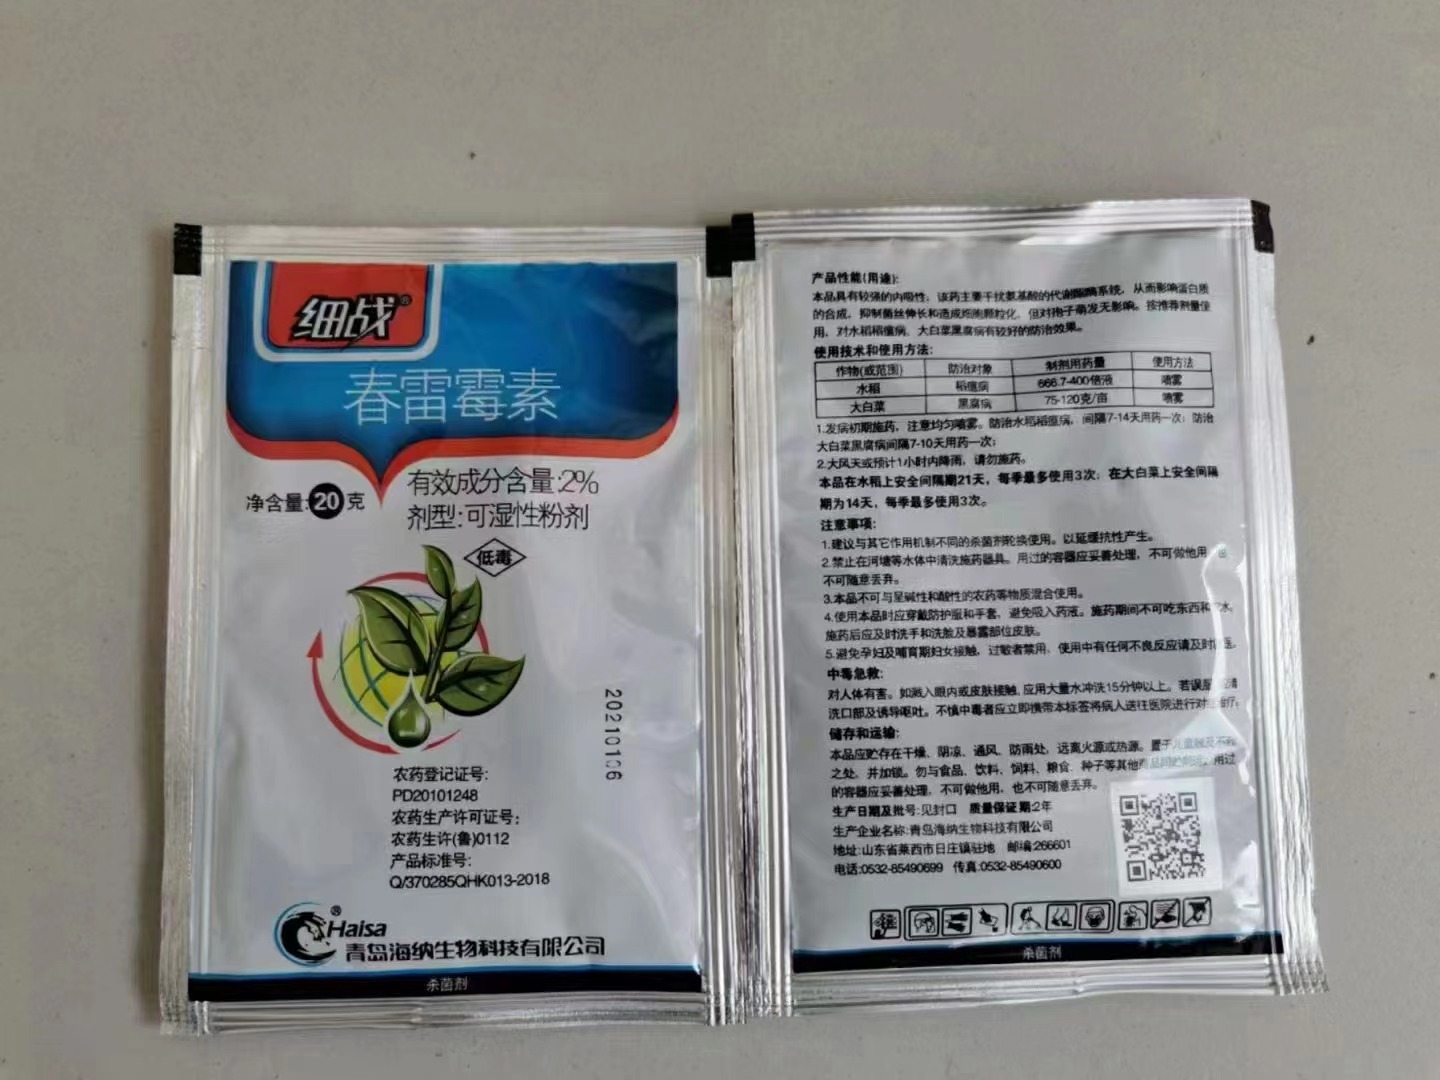 细战®
春雷霉素
净含量:20克
有效成分含量:2%
剂型:可湿性粉剂
低毒
20210106
农药登记证号:
PD20101248
农药生产许可证号:
农药生许(鲁)0112
产品标准号:
Q/370285QHK013-2018
Haisa®
青岛海纳生物科技有限公司
杀菌剂
产品性能(用途):
本品具有较强的内吸性,该药主要干扰氨基酸的代谢酯酶系统,从而影响蛋白质
的合成,抑制菌丝伸长和造成细胞颗粒化,但对孢子萌发无影响。按推荐剂量使
用,对水稻稻瘟病、大白菜黑腐病有较好的防治效果。
使用技术和使用方法:
作物(或范围) 防治对象 制剂用药量 使用方法
水稻 稻瘟病 666.7-400倍液 喷雾
大白菜 黑腐病 75-120克/亩 喷雾
1.发病初期施药,注意均匀喷雾。防治水稻稻瘟病,间隔7-14天用药一次;防治
大白菜黑腐病间隔7-10天用药一次;
2.大风天或预计1小时内降雨,请勿施药。
本品在水稻上安全间隔期21天,每季最多使用3次;在大白菜上安全间隔
期为14天,每季最多使用3次。
注意事项:
1.建议与其它作用机制不同的杀菌剂轮换使用。以延缓抗性产生。
2.禁止在河塘等水体中清洗施药器具。用过的容器应妥善处理,不可做他用,也
不可随意丢弃。
3.本品不可与呈碱性和酸性的农药等物质混合使用。
4.使用本品时应穿戴防护服和手套,避免吸入药液。施药期间不可吃东西和水,
施药后应及时洗手和洗脸及暴露部位皮肤。
5.避免孕妇及哺育期妇女接触,过敏者禁用,使用中有任何不良反应请及时医。
中毒急救:
对人体有害。如溅入眼内或皮肤接触,应用大量水冲洗15分钟以上。若误清
洗口部及诱导呕吐。不慎中毒者应立即携带本标签将病人送往医院进行对治疗。
储存和运输:
本品应贮存在干燥、阴凉、通风、防雨处,远离火源或热源。置于儿童触及不到
之处,并加锁。勿与食品、饮料、饲料、粮食、种子等其他商品同贮同运。用过
的容器应妥善处理,不可做他用,也不可随意丢弃。
生产日期及批号:见封口 质量保证期:2年
生产企业名称:青岛海纳生物科技有限公司
地址:山东省莱西市日庄镇驻地 邮编:266601
电话:0532-85490699 传真:0532-85490600
杀菌剂